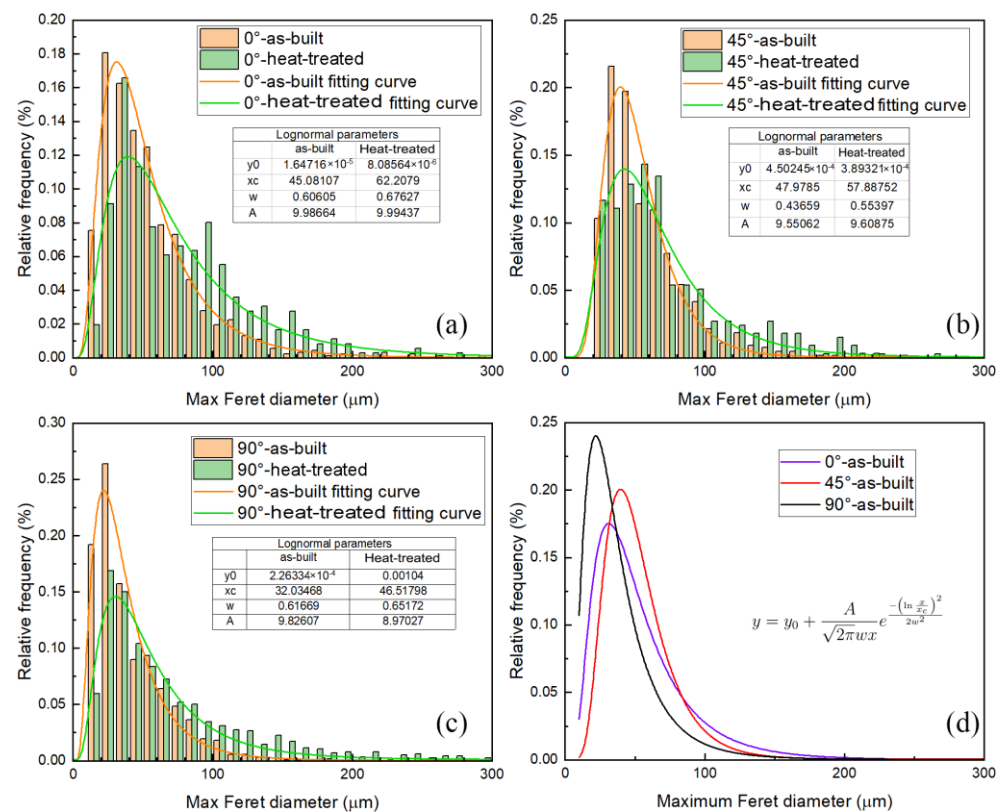 0.20
0.18
0.16
0.14
0.12
0.10
0.08
0.06
0.04
0.02
0.00
Relative frequency (%)
0°-as-built
0°-heat-treated
0°-as-built fitting curve
0°-heat-treated fitting curve
Lognormal parameters
as-built Heat-treated
y0 1.64716×10⁻⁵ 8.08564×10⁻⁶
xc 45.08107 62.2079
w 0.60605 0.67627
A 9.98664 9.99437
(a)
0 100 200 300
Max Feret diameter (μm)
0.25
0.20
0.15
0.10
0.05
0.00
Relative frequency (%)
45°-as-built
45°-heat-treated
45°-as-built fitting curve
45°-heat-treated fitting curve
Lognormal parameters
as-built Heat-treated
y0 4.50245×10⁻⁴ 3.89321×10⁻⁴
xc 47.9785 57.88752
w 0.43659 0.55397
A 9.55062 9.60875
(b)
0 100 200 300
Max Feret diameter (μm)
0.30
0.25
0.20
0.15
0.10
0.05
0.00
Relative frequency (%)
90°-as-built
90°-heat-treated
90°-as-built fitting curve
90°-heat-treated fitting curve
Lognormal parameters
as-built Heat-treated
y0 2.26334×10⁻⁴ 0.00104
xc 32.03468 46.51798
w 0.61669 0.65172
A 9.82607 8.97027
(c)
0 100 200 300
Max Feret diameter (μm)
0.25
0.20
0.15
0.10
0.05
0.00
Relative frequency (%)
0°-as-built
45°-as-built
90°-as-built
y = y₀ + A/(√(2π)wx) e^(−(ln x/x_c)²/(2w²))
(d)
0 100 200 300
Maximum Feret diameter (μm)